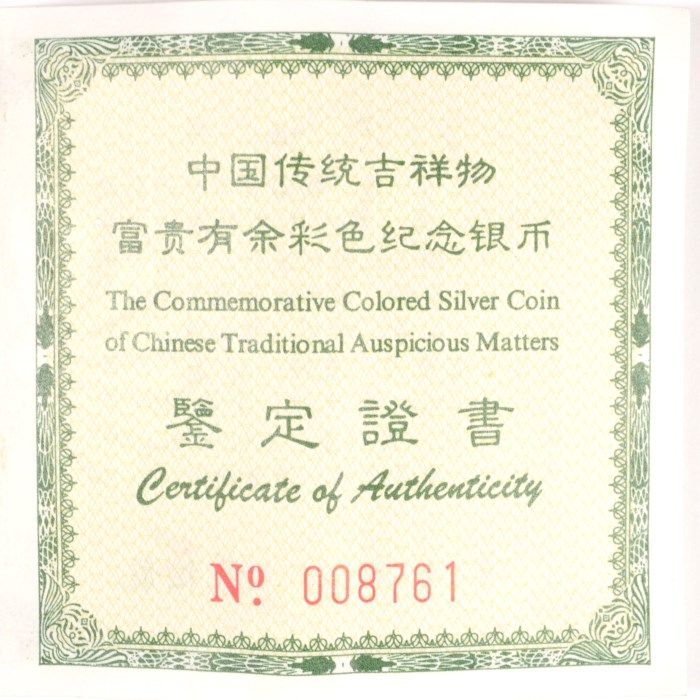 中国传统吉祥物
富贵有余彩色纪念银币
The Commemorative Colored Silver Coin
of Chinese Traditional Auspicious Matters
鑒定證書
Certificate of Authenticity
Nº. 008761